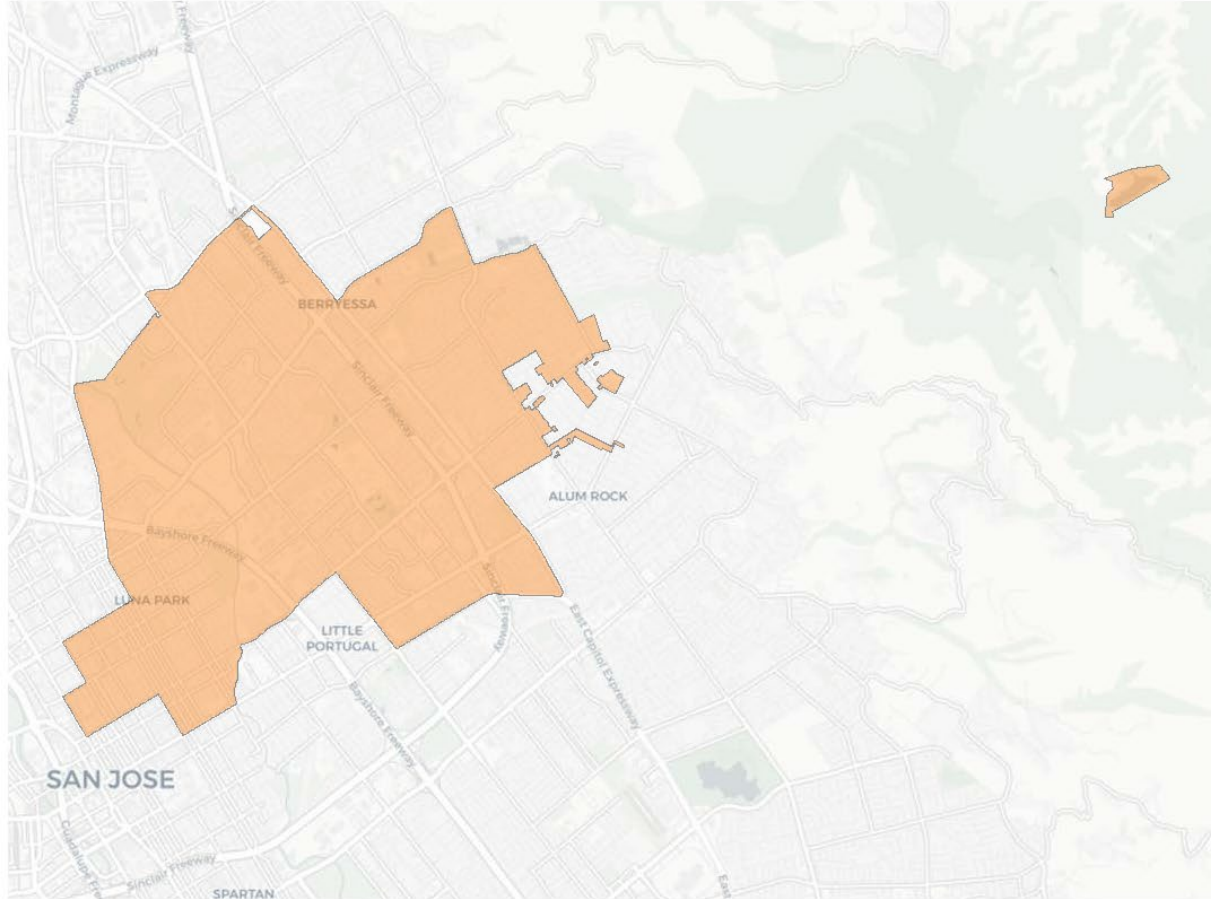 Montague Expressway
Sinclair Freeway
BERRYESSA
Sinclair Freeway
ALUM ROCK
Bayshore Freeway
LUNA PARK
Sinclair Freeway
LITTLE
PORTUGAL
East Capitol Expressway
Bayshore Freeway
SAN JOSE
Sinclair Freeway
East
SPARTAN